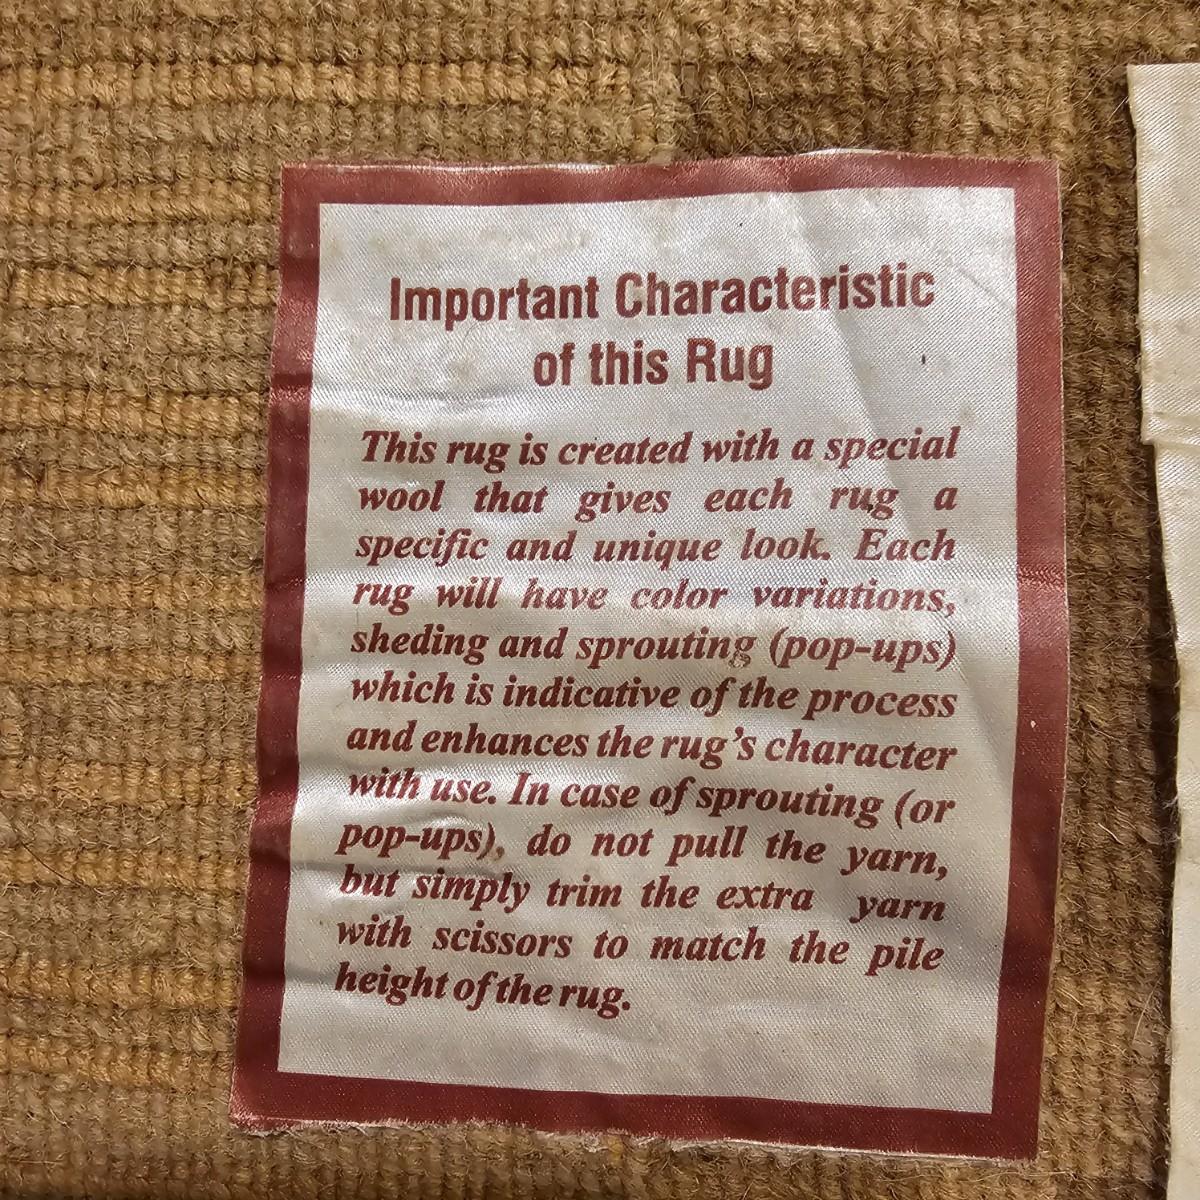 Important Characteristic
of this Rug
This rug is created with a special
wool that gives each rug a
specific and unique look. Each
rug will have color variations,
sheding and sprouting (pop-ups)
which is indicative of the process
and enhances the rug's character
with use. In case of sprouting (or
pop-ups), do not pull the yarn,
but simply trim the extra yarn
with scissors to match the pile
height of the rug.